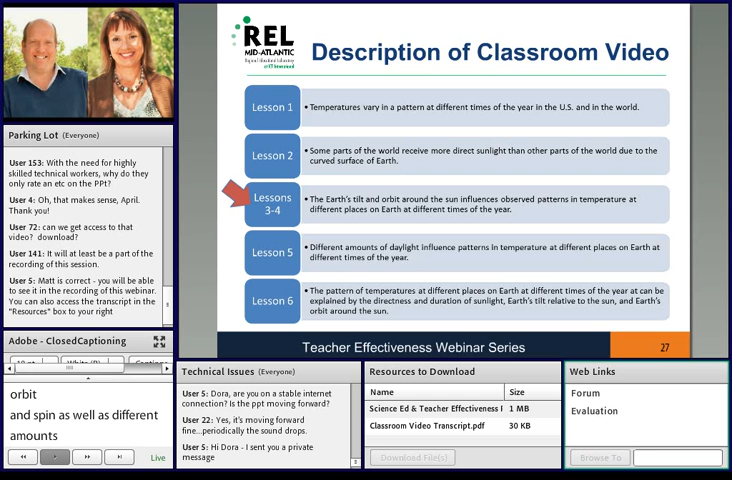 REL
MID-ATLANTIC
Regional Educational Laboratory
Description of Classroom Video
Lesson 1
• Temperatures vary in a pattern at different times of the year in the U.S. and in the world.
Lesson 2
• Some parts of the world receive more direct sunlight than other parts of the world due to the
curved surface of Earth.
Lessons
3-4
• The Earth's tilt and orbit around the sun influences observed patterns in temperature at
different places on Earth at different times of the year.
Lesson 5
• Different amounts of daylight influence patterns in temperature at different places on Earth at
different times of the year.
Lesson 6
• The pattern of temperatures at different places on Earth at different times of the year at can be
explained by the directness and duration of sunlight, Earth's tilt relative to the sun, and Earth's
orbit around the sun.
Teacher Effectiveness Webinar Series
27
Parking Lot (Everyone)
User 153: With the need for highly
skilled technical workers, why do they
only rate an etc on the PPt?
User 4: Oh, that makes sense, April.
Thank you!
User 72: can we get access to that
video? download?
User 141: It will at least be a part of the
recording of this session.
User 5: Matt is correct - you will be able
to see it in the recording of this webinar.
You can also access the transcript in the
"Resources" box to your right
Adobe - ClosedCaptioning
orbit
and spin as well as different
amounts
Live
Technical Issues (Everyone)
User 5: Dora, are you on a stable internet
connection? Is the ppt moving forward?
User 22: Yes, it's moving forward
fine...periodically the sound drops.
User 5: Hi Dora - I sent you a private
message
Resources to Download
Name Size
Science Ed & Teacher Effectiveness 1 MB
Classroom Video Transcript.pdf 30 KB
Download File(s)
Web Links
Forum
Evaluation
Browse To